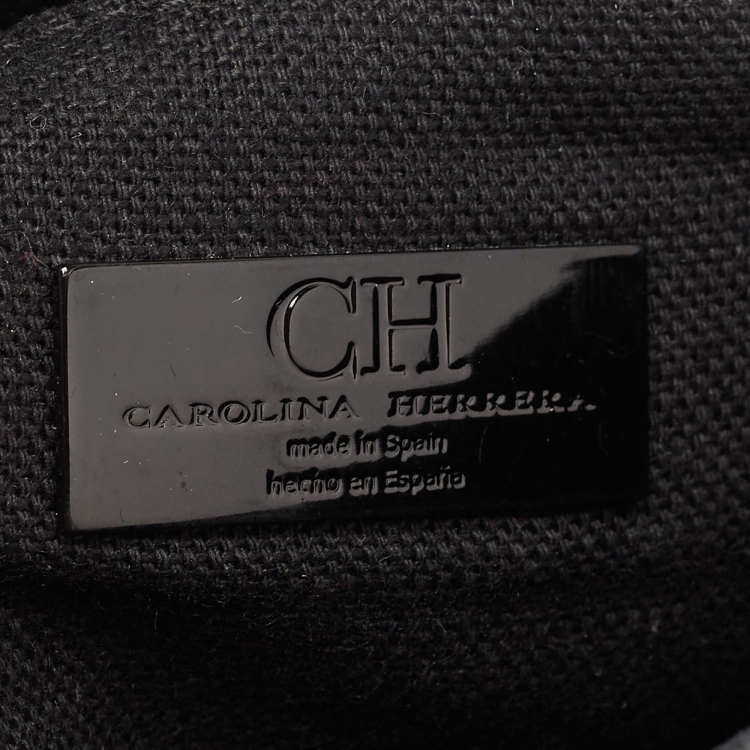 CH
CAROLINA HERRERA
made in Spain
hecho en España